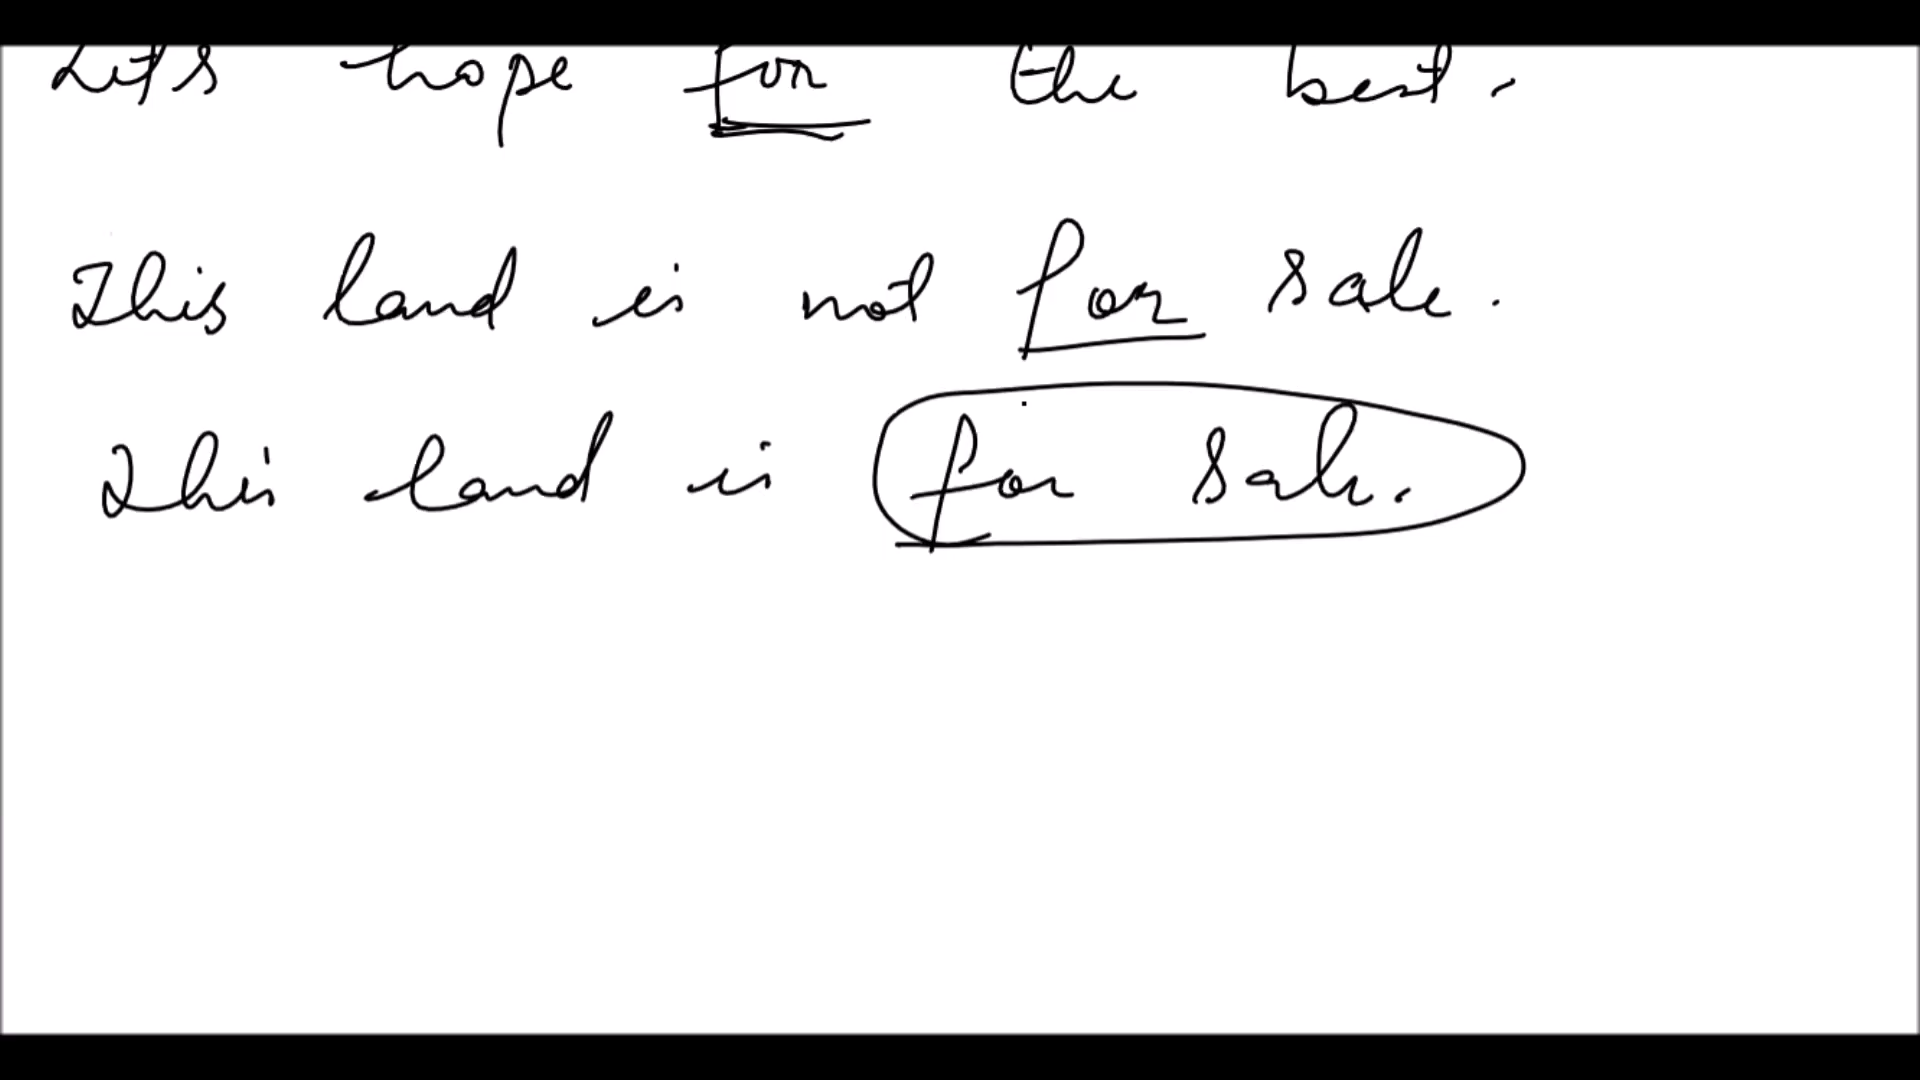 Let's hope for the best.
This land is not for sale.
This land is for sale.